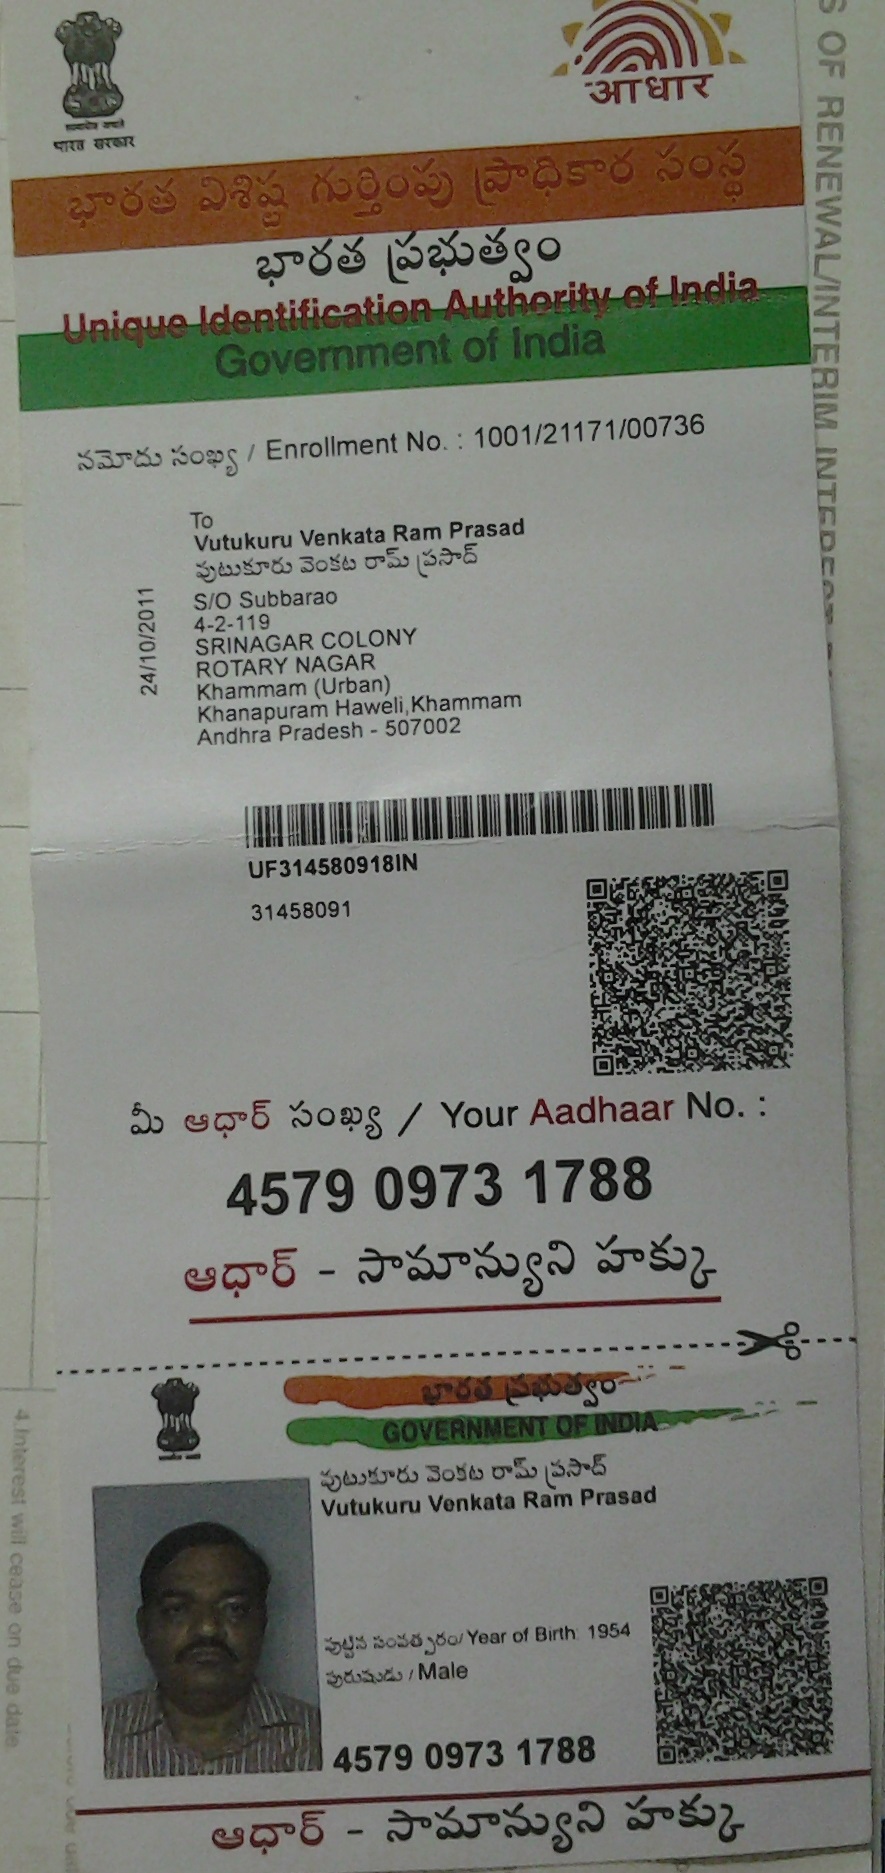 आधार
भारत सरकार
భారత విశిష్ట గుర్తింపు ప్రాధికార సంస్థ
భారత ప్రభుత్వం
Unique Identification Authority of India
Government of India
నమోదు సంఖ్య / Enrollment No. : 1001/21171/00736
To
Vutukuru Venkata Ram Prasad
పుటుకూరు వెంకట రామ్ ప్రసాద్
S/O Subbarao
4-2-119
SRINAGAR COLONY
ROTARY NAGAR
Khammam (Urban)
Khanapuram Haweli,Khammam
Andhra Pradesh - 507002
24/10/2011
UF314580918IN
31458091
మీ ఆధార్ సంఖ్య / Your Aadhaar No. :
4579 0973 1788
ఆధార్ - సామాన్యుని హక్కు
భారత ప్రభుత్వం
GOVERNMENT OF INDIA
పుటుకూరు వెంకట రామ్ ప్రసాద్
Vutukuru Venkata Ram Prasad
పుట్టిన సంవత్సరం/ Year of Birth: 1954
పురుషుడు / Male
4579 0973 1788
ఆధార్ - సామాన్యుని హక్కు
S OF RENEWAL/INTERIM INTEREST
4.Interest will cease on due date